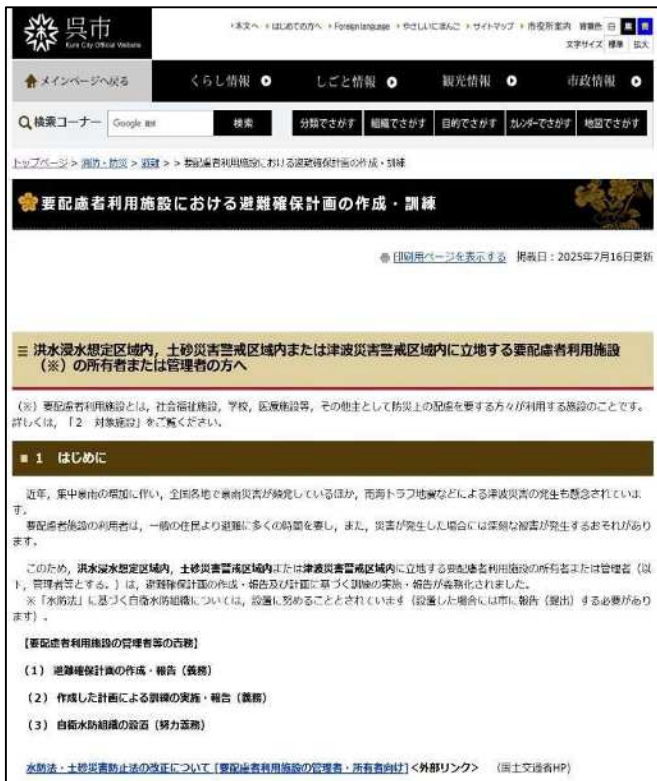 呉市
Kure City Official Website
本文へ はじめての方へ Foreign language やさしいにほんご サイトマップ 市役所案内 背景色 白 黒 青
文字サイズ 標準 拡大
メインページへ戻る くらし情報 しごと情報 観光情報 市政情報
検索コーナー Google 検索 分類でさがす 組織でさがす 目的でさがす カレンダーでさがす 地図でさがす
トップページ > 消防・防災 > 避難 > > 要配慮者利用施設における避難確保計画の作成・訓練
要配慮者利用施設における避難確保計画の作成・訓練
印刷用ページを表示する 掲載日:2025年7月16日更新
洪水浸水想定区域内,土砂災害警戒区域内または津波災害警戒区域内に立地する要配慮者利用施設
(※)の所有者または管理者の方へ
(※)要配慮者利用施設とは,社会福祉施設,学校,医療施設等,その他主として防災上の配慮を要する方々が利用する施設のことです。
詳しくは,「2 対象施設」をご覧ください。
1 はじめに
近年,集中豪雨の増加に伴い,全国各地で豪雨災害が頻発しているほか,南海トラフ地震などによる津波災害の発生も懸念されていま
す。
要配慮者施設の利用者は,一般の住民より避難に多くの時間を要し,また,災害が発生した場合には深刻な被害が発生するおそれがあり
ます。
このため,洪水浸水想定区域内,土砂災害警戒区域内または津波災害警戒区域内に立地する要配慮者利用施設の所有者または管理者(以
下,管理者等とする。)は,避難確保計画の作成・報告及び計画に基づく訓練の実施・報告が義務化されました。
※「水防法」に基づく自衛水防組織については,設置に努めることとされています(設置した場合には市に報告(提出)する必要があり
ます)。
【要配慮者利用施設の管理者等の責務】
(1) 避難確保計画の作成・報告(義務)
(2) 作成した計画による訓練の実施・報告(義務)
(3) 自衛水防組織の設置(努力義務)
水防法・土砂災害防止法の改正について [要配慮者利用施設の管理者・所有者向け]<外部リンク> (国土交通省HP)